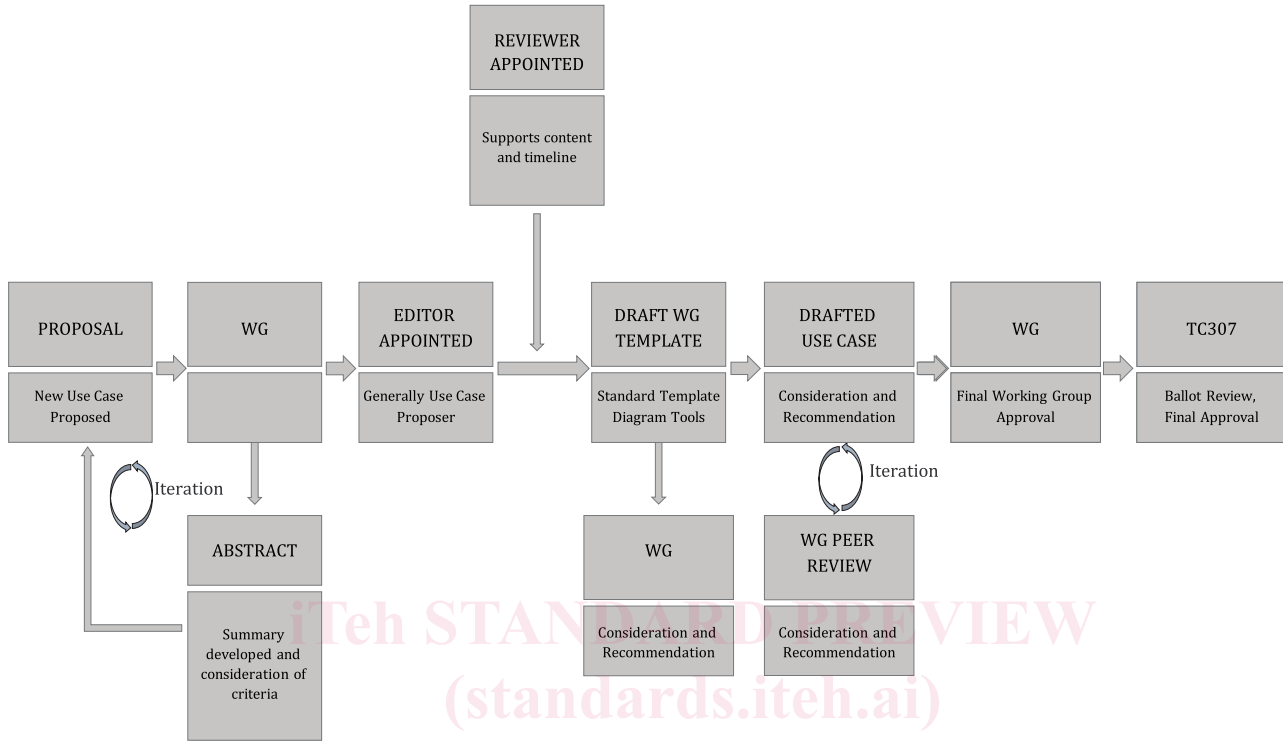 REVIEWER
APPOINTED
Supports content
and timeline
PROPOSAL
New Use Case
Proposed
WG
EDITOR
APPOINTED
Generally Use Case
Proposer
DRAFT WG
TEMPLATE
Standard Template
Diagram Tools
DRAFTED
USE CASE
Consideration and
Recommendation
WG
Final Working Group
Approval
TC307
Ballot Review,
Final Approval
Iteration
Iteration
ABSTRACT
Summary
developed and
consideration of
criteria
WG
Consideration and
Recommendation
WG PEER
REVIEW
Consideration and
Recommendation
iTeh STANDARD PREVIEW
(standards.iteh.ai)